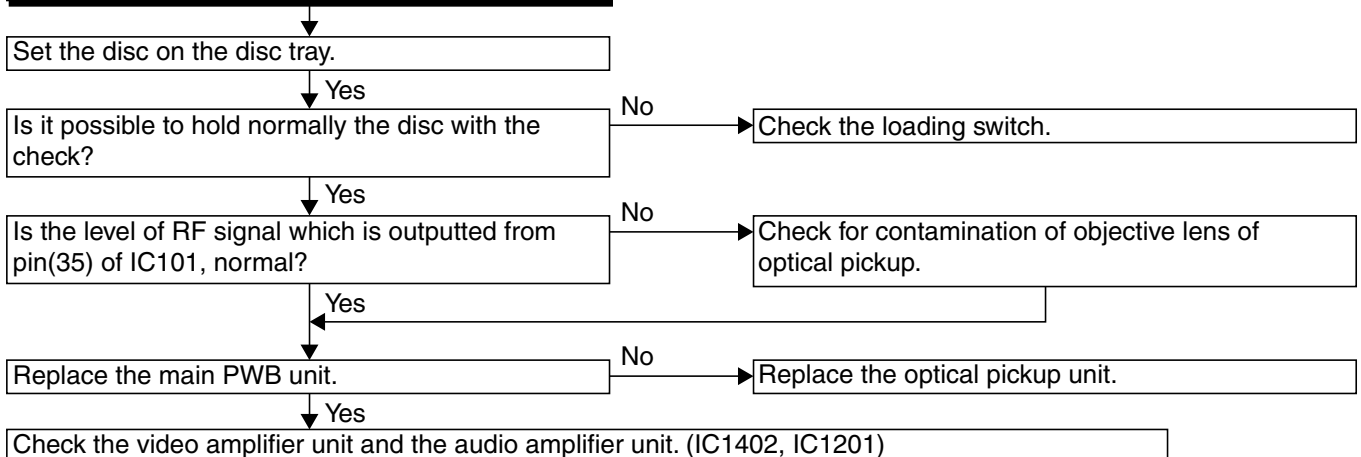 Set the disc on the disc tray.
Yes
Is it possible to hold normally the disc with the
check?
No
Check the loading switch.
Yes
Is the level of RF signal which is outputted from
pin(35) of IC101, normal?
No
Check for contamination of objective lens of
optical pickup.
Yes
Replace the main PWB unit.
No
Replace the optical pickup unit.
Yes
Check the video amplifier unit and the audio amplifier unit. (IC1402, IC1201)